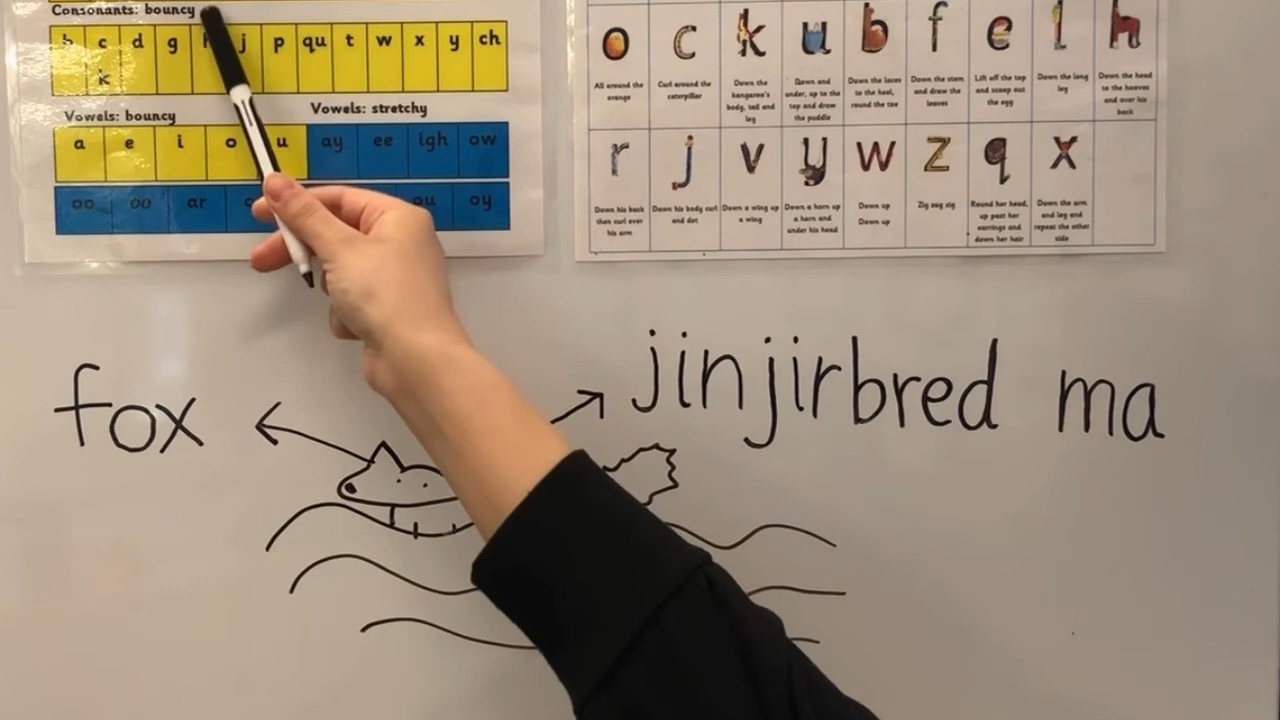 Consonants: bouncy
b c d g h j p qu t w x y ch
k
Vowels: bouncy
Vowels: stretchy
a e i o u ay ee igh ow
oo oo ar ou oy
o c k u b f e l h
All around the orange
Curl around the caterpillar
Down the kangaroo's body, tail and leg
Down and under, up to the top and draw the puddle
Down the laces to the heel, round the toe
Down the stem and draw the leaves
Lift off the top and scoop out the egg
Down the long leg
Down the head to the hooves and over his back
r j v y w z q x
Down his back then curl over his arm
Down his body curl and dot
Down a wing up a wing
Down a horn up a horn and under his head
Down up Down up
Zig zag zig
Round her head, up past her earrings and down her hair
Down the arm and leg and repeat the other side
fox
jinjirbred ma